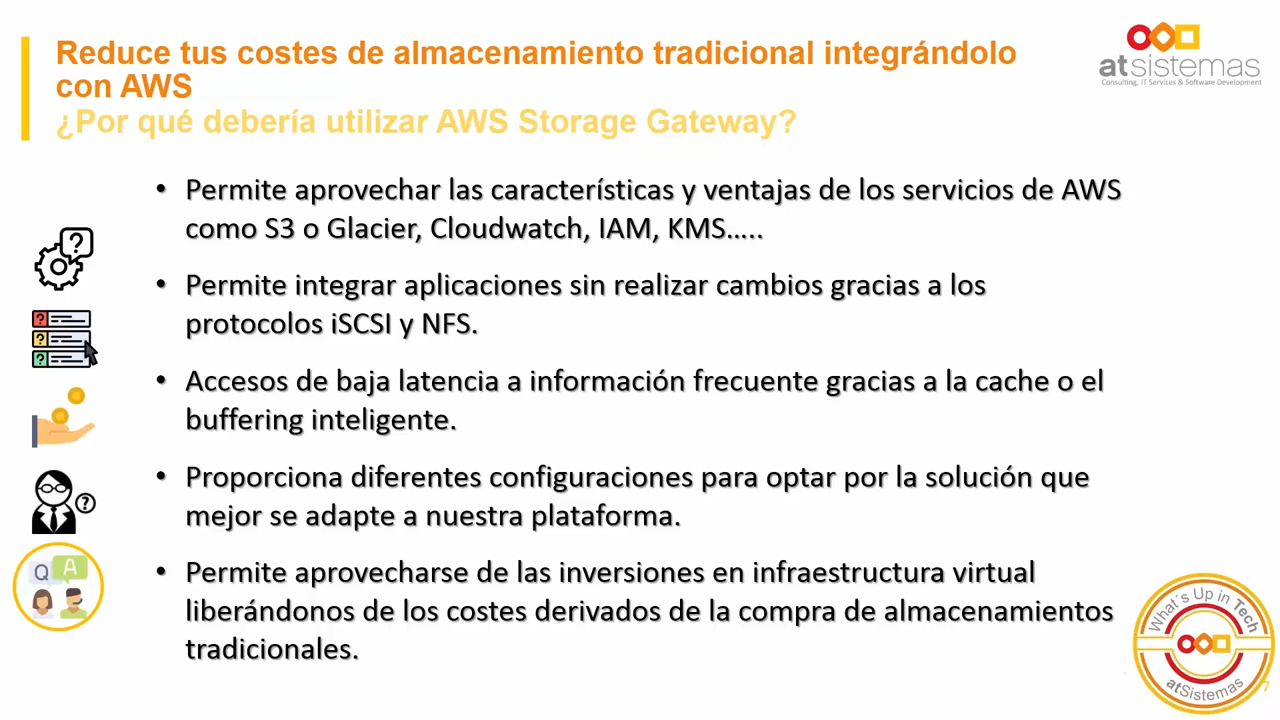 Reduce tus costes de almacenamiento tradicional integrándolo
con AWS
¿Por qué debería utilizar AWS Storage Gateway?
atsistemas
Consulting, IT Services & Software Development
• Permite aprovechar las características y ventajas de los servicios de AWS
como S3 o Glacier, Cloudwatch, IAM, KMS…..
• Permite integrar aplicaciones sin realizar cambios gracias a los
protocolos iSCSI y NFS.
• Accesos de baja latencia a información frecuente gracias a la cache o el
buffering inteligente.
• Proporciona diferentes configuraciones para optar por la solución que
mejor se adapte a nuestra plataforma.
• Permite aprovecharse de las inversiones en infraestructura virtual
liberándonos de los costes derivados de la compra de almacenamientos
tradicionales.
?
?
?
?
?
Q A
What's Up in Tech
atSistemas
7